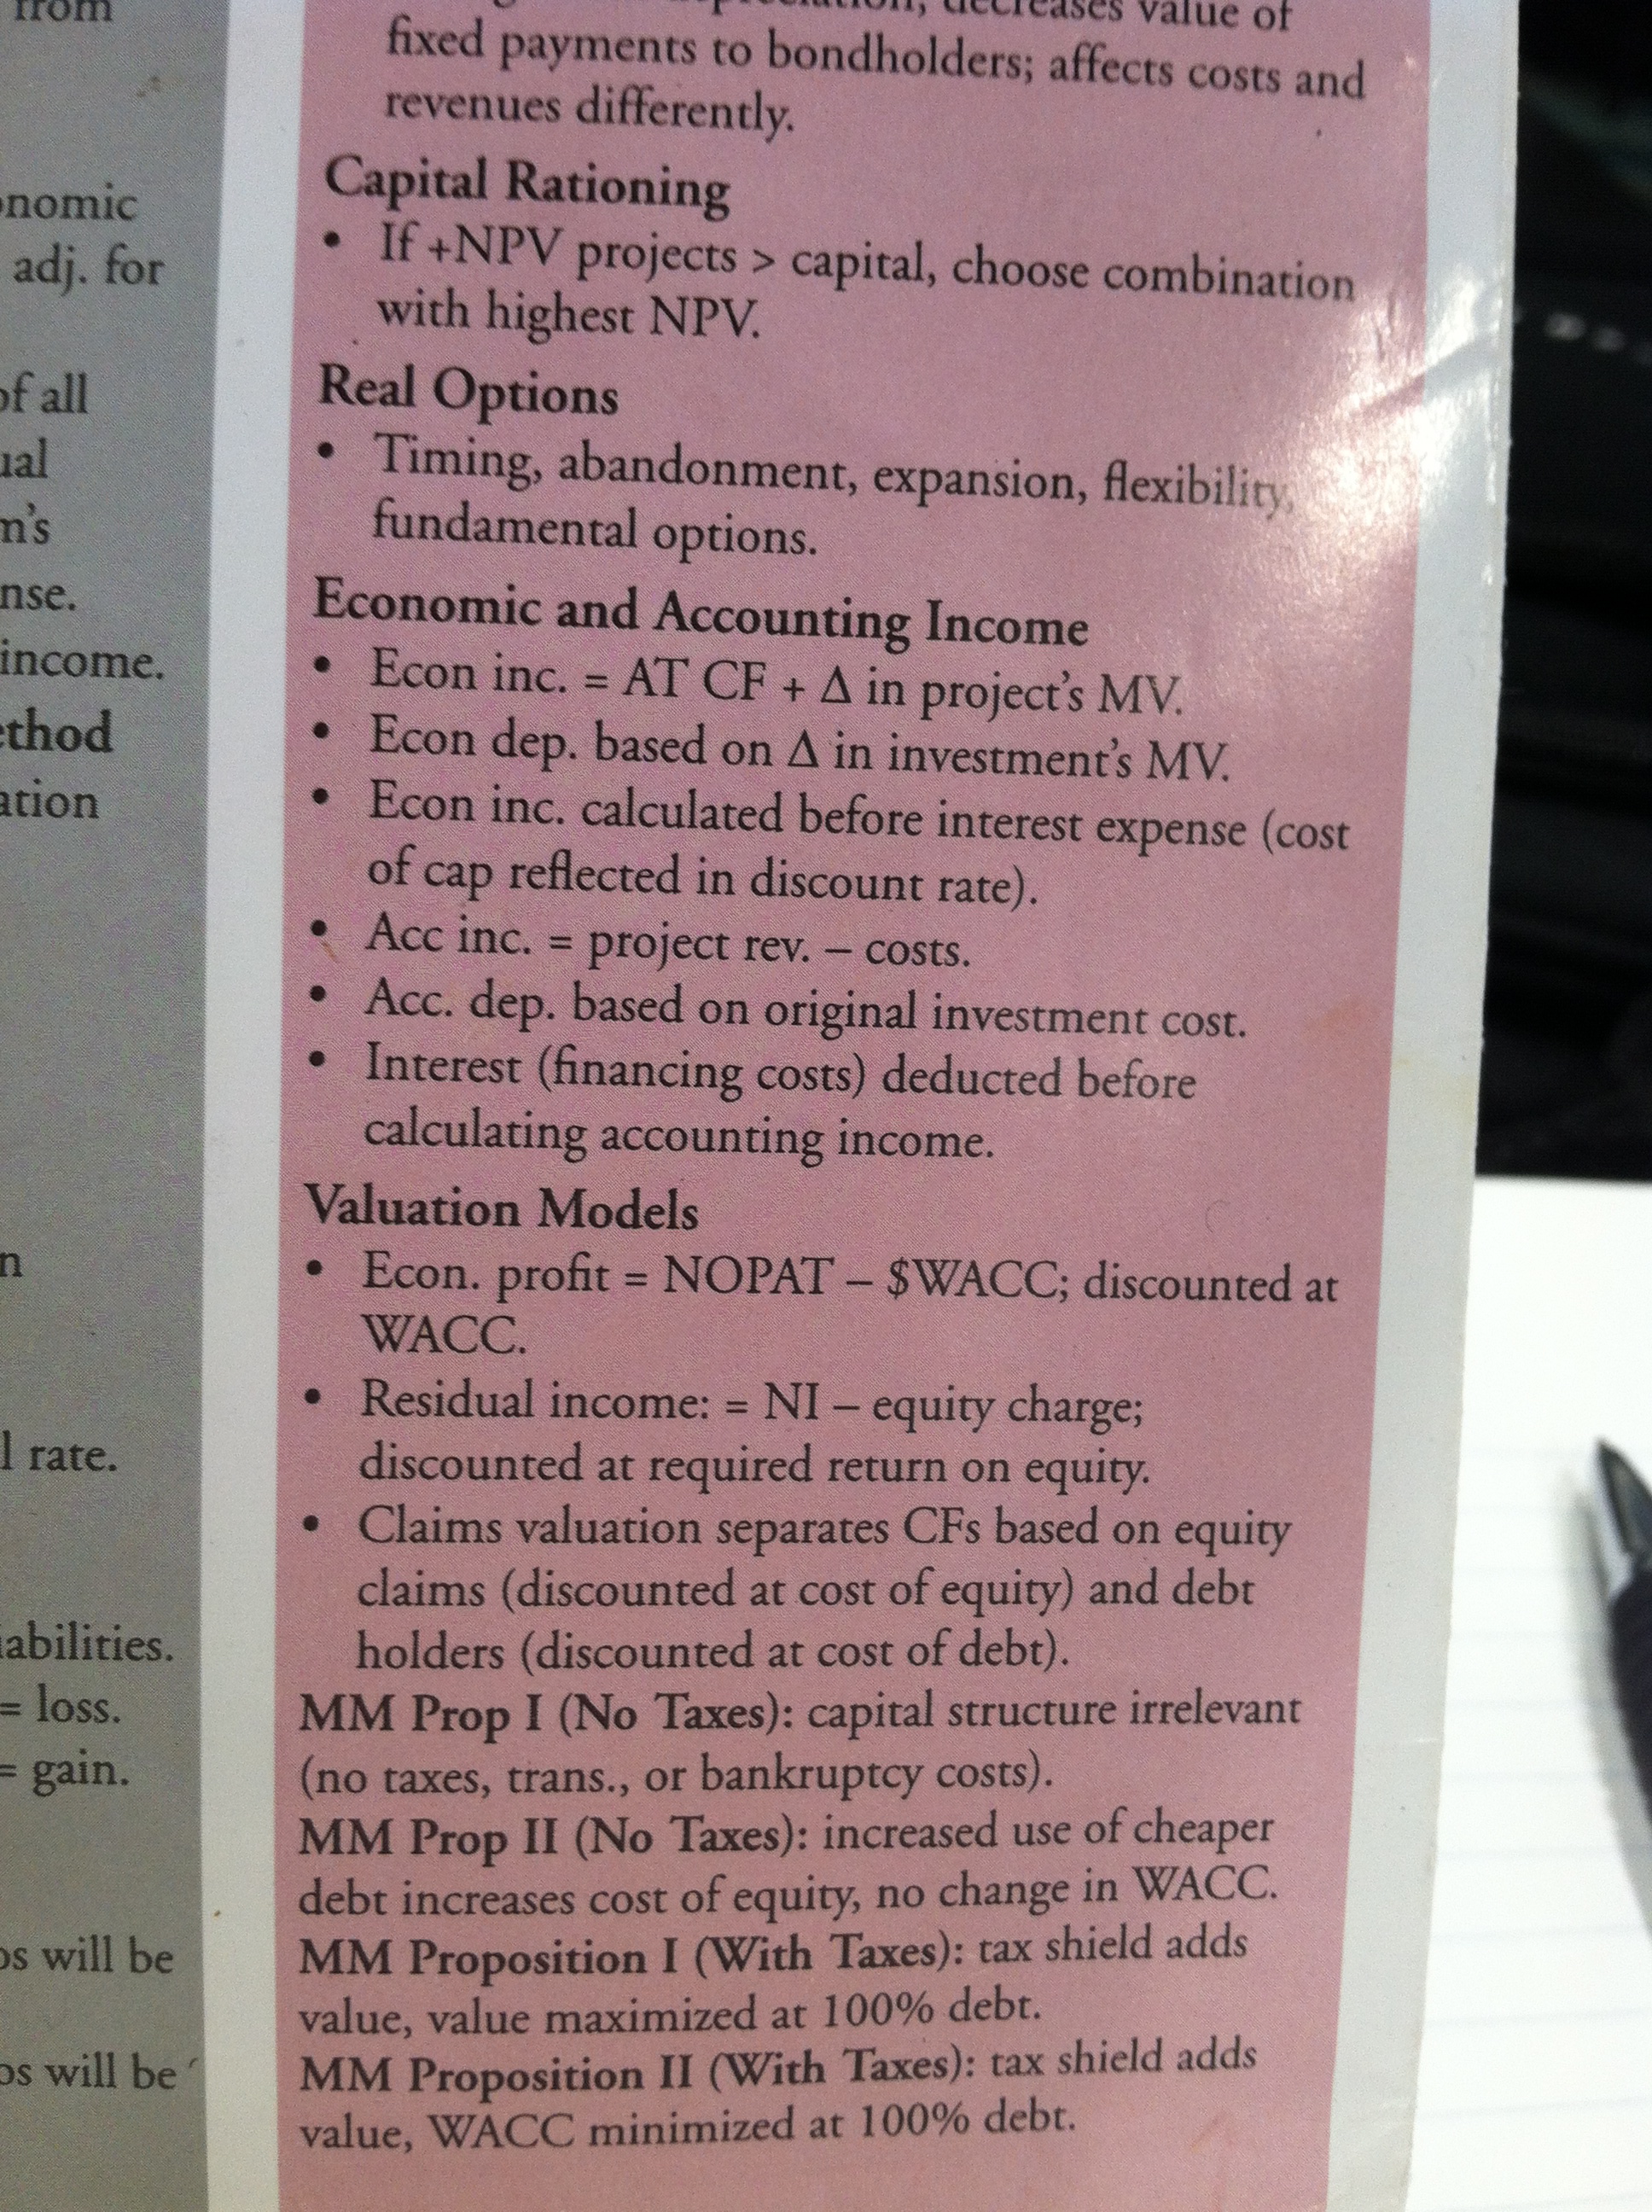 from
onomic
adj. for
of all
ual
m's
nse.
income.
ethod
ation
n
l rate.
iabilities.
= loss.
= gain.
os will be
os will be
decreases value of
fixed payments to bondholders; affects costs and
revenues differently.
Capital Rationing
• If +NPV projects > capital, choose combination
with highest NPV.
Real Options
• Timing, abandonment, expansion, flexibility,
fundamental options.
Economic and Accounting Income
• Econ inc. = AT CF + Δ in project's MV.
• Econ dep. based on Δ in investment's MV.
• Econ inc. calculated before interest expense (cost
of cap reflected in discount rate).
• Acc inc. = project rev. – costs.
• Acc. dep. based on original investment cost.
• Interest (financing costs) deducted before
calculating accounting income.
Valuation Models
• Econ. profit = NOPAT – $WACC; discounted at
WACC.
• Residual income: = NI – equity charge;
discounted at required return on equity.
• Claims valuation separates CFs based on equity
claims (discounted at cost of equity) and debt
holders (discounted at cost of debt).
MM Prop I (No Taxes): capital structure irrelevant
(no taxes, trans., or bankruptcy costs).
MM Prop II (No Taxes): increased use of cheaper
debt increases cost of equity, no change in WACC.
MM Proposition I (With Taxes): tax shield adds
value, value maximized at 100% debt.
MM Proposition II (With Taxes): tax shield adds
value, WACC minimized at 100% debt.